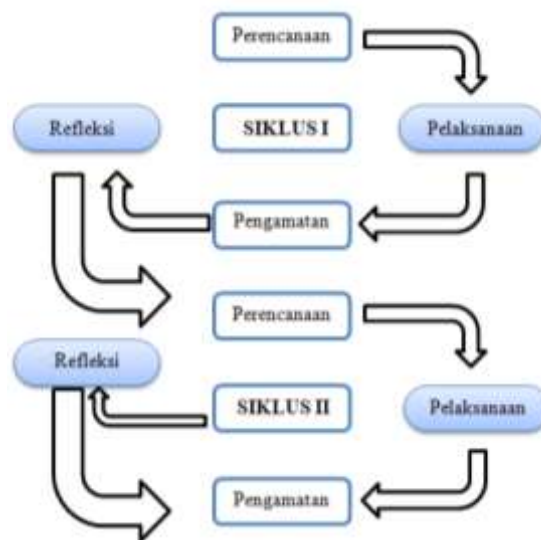 Perencanaan
Refleksi
SIKLUS I
Pelaksanaan
Pengamatan
Perencanaan
Refleksi
SIKLUS II
Pelaksanaan
Pengamatan